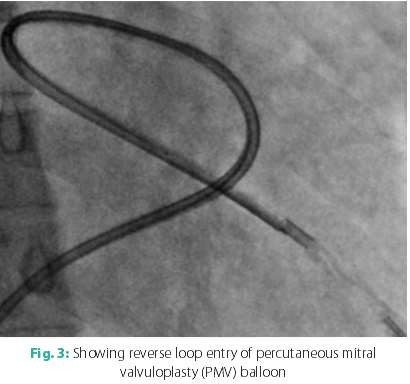 Fig. 3: Showing reverse loop entry of percutaneous mitral
valvuloplasty (PMV) balloon